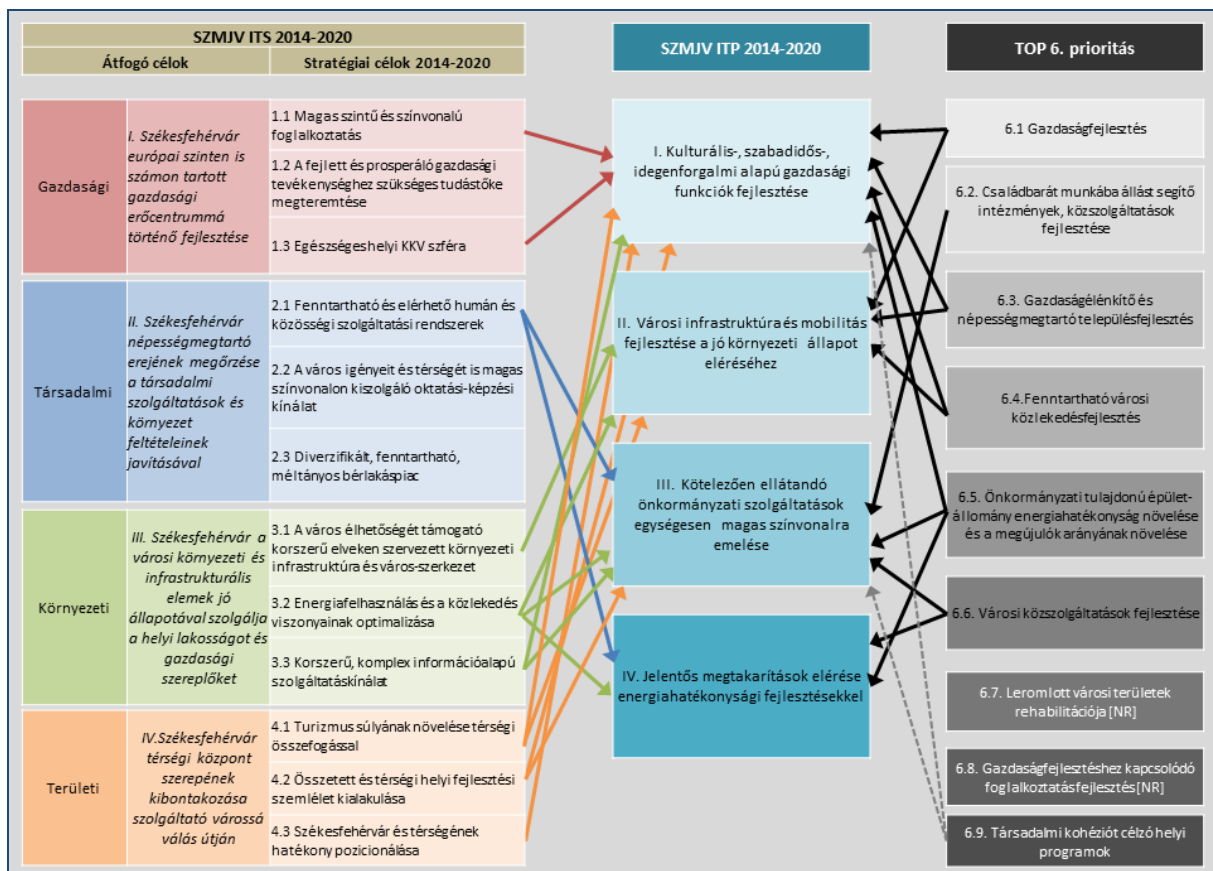 SZMJV ITS 2014-2020
Átfogó célok
Stratégiai célok 2014-2020
Gazdasági
I. Székesfehérvár
európai szinten is
számon tartott
gazdasági
erőcentrummá
történő fejlesztése
1.1 Magas szintű és színvonalú
foglalkoztatás
1.2 A fejlett és prosperáló gazdasági
tevékenységhez szükséges tudástőke
megteremtése
1.3 Egészséges helyi KKV szféra
Társadalmi
II. Székesfehérvár
népességmegtartó
erejének megőrzése
a társadalmi
szolgáltatások és
környezet
feltételeinek
javításával
2.1 Fenntartható és elérhető humán és
közösségi szolgáltatási rendszerek
2.2 A város igényeit és térségét is magas
színvonalon kiszolgáló oktatási-képzési
kínálat
2.3 Diverzifikált, fenntartható,
méltányos bérlakáspiac
Környezeti
III. Székesfehérvár a
városi környezeti és
infrastrukturális
elemek jó
állapotával szolgálja
a helyi lakosságot és
gazdasági
szereplőket
3.1 A város élhetőségét támogató
korszerű elveken szervezett környezeti
infrastruktúra és város-szerkezet
3.2 Energiafelhasználás és a közlekedés
viszonyainak optimalizása
3.3 Korszerű, komplex információalapú
szolgáltatáskínálat
Területi
IV.Székesfehérvár
térségi központ
szerepének
kibontakozása
szolgáltató várossá
válás útján
4.1 Turizmus súlyának növelése térségi
összefogással
4.2 Összetett és térségi helyi fejlesztési
szemlélet kialakulása
4.3 Székesfehérvár és térségének
hatékony pozicionálása
SZMJV ITP 2014-2020
I. Kulturális-, szabadidős-,
idegenforgalmi alapú gazdasági
funkciók fejlesztése
II. Városi infrastruktúra és mobilitás
fejlesztése a jó környezeti állapot
eléréséhez
III. Kötelezően ellátandó
önkormányzati szolgáltatások
egységesen magas színvonalra
emelése
IV. Jelentős megtakarítások elérése
energiahatékonysági fejlesztésekkel
TOP 6. prioritás
6.1 Gazdaságfejlesztés
6.2. Családbarát munkába állást segítő
intézmények, közszolgáltatások
fejlesztése
6.3. Gazdaságélénkítő és
népességmegtartó településfejlesztés
6.4.Fenntartható városi
közlekedésfejlesztés
6.5. Önkormányzati tulajdonú épület-
állomány energiahatékonyság növelése
és a megújulók arányának növelése
6.6. Városi közszolgáltatások fejlesztése
6.7. Leromlott városi területek
rehabilitációja [NR]
6.8. Gazdaságfejlesztéshez kapcsolódó
foglalkoztatásfejlesztés [NR]
6.9. Társadalmi kohéziót célzó helyi
programok